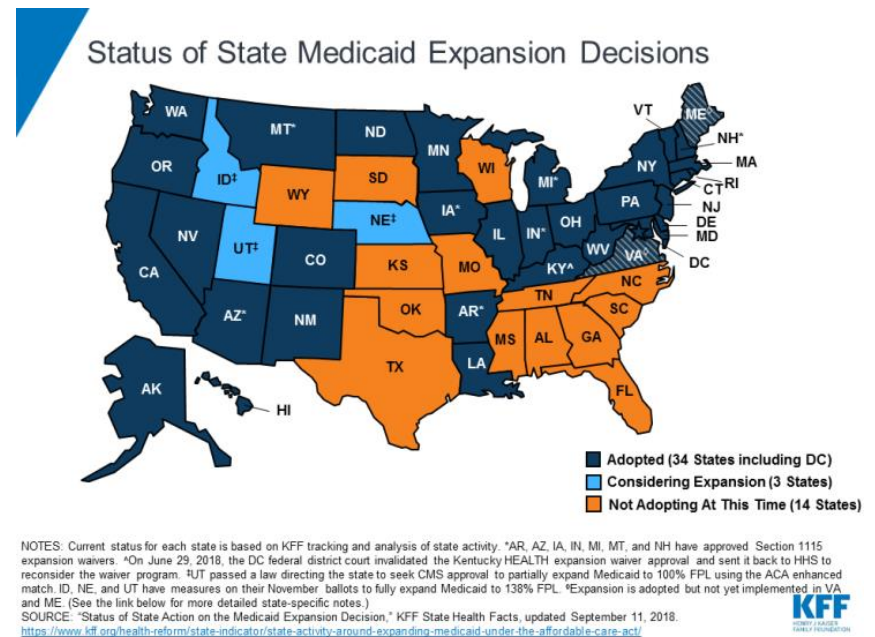 Status of State Medicaid Expansion Decisions
WA
MT*
ND
MN
VT
ME◊
NH*
OR
ID‡
WY
SD
WI
MI*
NY
MA
RI
CT
NJ
PA
DE
MD
DC
NV
UT‡
NE‡
IA*
IL
IN*
OH
WV
VA◊
CA
CO
KS
MO
KY^
NC
TN
SC
AZ*
NM
OK
AR*
MS
AL
GA
TX
LA
FL
AK
HI
Adopted (34 States including DC)
Considering Expansion (3 States)
Not Adopting At This Time (14 States)
NOTES: Current status for each state is based on KFF tracking and analysis of state activity. *AR, AZ, IA, IN, MI, MT, and NH have approved Section 1115
expansion waivers. ^On June 29, 2018, the DC federal district court invalidated the Kentucky HEALTH expansion waiver approval and sent it back to HHS to
reconsider the waiver program. ‡UT passed a law directing the state to seek CMS approval to partially expand Medicaid to 100% FPL using the ACA enhanced
match. ID, NE, and UT have measures on their November ballots to fully expand Medicaid to 138% FPL. ◊Expansion is adopted but not yet implemented in VA
and ME. (See the link below for more detailed state-specific notes.)
SOURCE: “Status of State Action on the Medicaid Expansion Decision,” KFF State Health Facts, updated September 11, 2018.
https://www.kff.org/health-reform/state-indicator/state-activity-around-expanding-medicaid-under-the-affordable-care-act/
KFF
HENRY J KAISER
FAMILY FOUNDATION